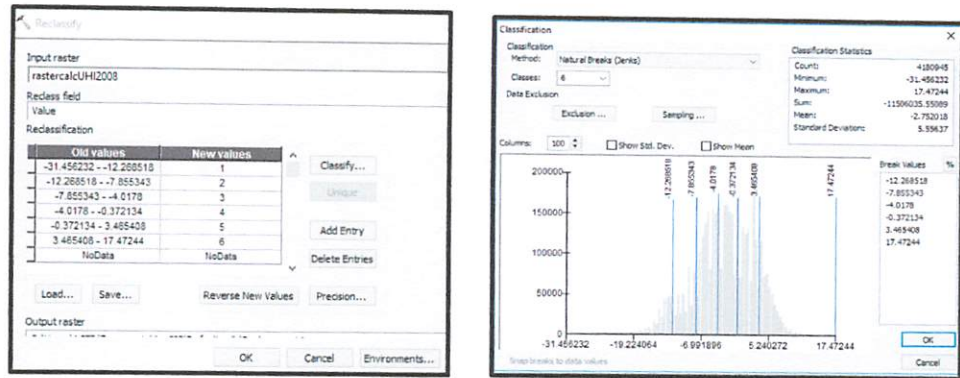 Reclassify
Input raster
rastercalcUHI2008
Reclass field
Value
Reclassification
Old values New values
-31.456232 - -12.268518 1
-12.268518 - -7.855343 2
-7.855343 - -4.0178 3
-4.0178 - -0.372134 4
-0.372134 - 3.465408 5
3.465408 - 17.47244 6
NoData NoData
Classify...
Unique
Add Entry
Delete Entries
Load... Save... Reverse New Values Precision...
Output raster
OK Cancel Environments...
Classification
Classification
Method: Natural Breaks (Jenks)
Classes: 6
Data Exclusion
Exclusion ... Sampling ...
Classification Statistics
Count: 4180945
Minimum: -31.456232
Maximum: 17.47244
Sum: -11506035.55089
Mean: -2.752018
Standard Deviation: 5.55637
Columns: 100 Show Std. Dev. Show Mean
Break Values %
-12.268518
-7.855343
-4.0178
-0.372134
3.465408
17.47244
-12.268518 -7.855343 -4.0178 -0.372134 3.465408 17.47244
200000
150000
100000
50000
0
-31.456232 -19.224064 -6.991896 5.240272 17.47244
Snap breaks to data values
OK
Cancel